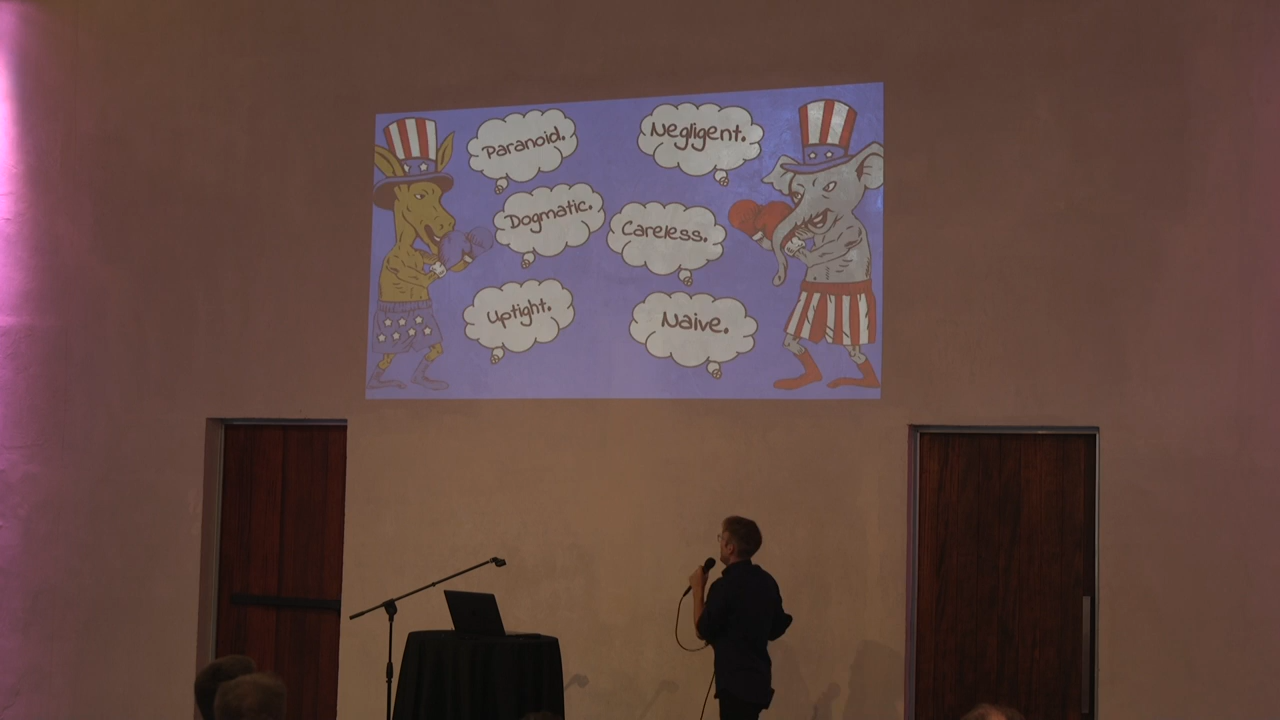 Paranoid.
Negligent.
Dogmatic.
Careless.
Uptight.
Naive.